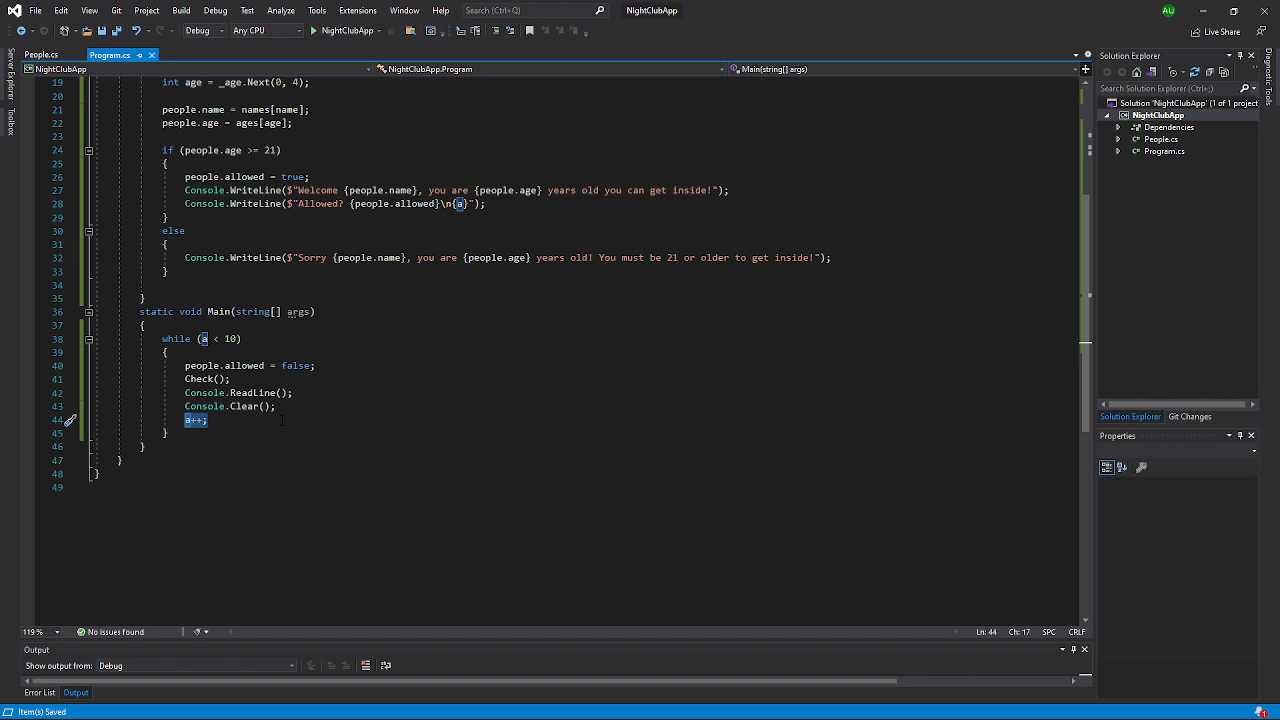 File Edit View Git Project Build Debug Test Analyze Tools Extensions Window Help Search (Ctrl+Q) NightClubApp AU
Debug Any CPU NightClubApp Live Share
People.cs Program.cs
NightClubApp NightClubApp.Program Main(string[] args)
19 int age = _age.Next(0, 4);
20
21 people.name = names[name];
22 people.age = ages[age];
23
24 if (people.age >= 21)
25 {
26 people.allowed = true;
27 Console.WriteLine($"Welcome {people.name}, you are {people.age} years old you can get inside!");
28 Console.WriteLine($"Allowed? {people.allowed}\n{a}");
29 }
30 else
31 {
32 Console.WriteLine($"Sorry {people.name}, you are {people.age} years old! You must be 21 or older to get inside!");
33 }
34
35 }
36 static void Main(string[] args)
37 {
38 while (a < 10)
39 {
40 people.allowed = false;
41 Check();
42 Console.ReadLine();
43 Console.Clear();
44 a++;
45 }
46 }
47 }
48 }
49
119 % No issues found Ln: 44 Ch: 17 SPC CRLF
Output
Show output from: Debug
Error List Output
Item(s) Saved
Server Explorer
Toolbox
Solution Explorer
Search Solution Explorer (Ctrl+;)
Solution 'NightClubApp' (1 of 1 project
NightClubApp
Dependencies
People.cs
Program.cs
Solution Explorer Git Changes
Properties
Diagnostic Tools
1